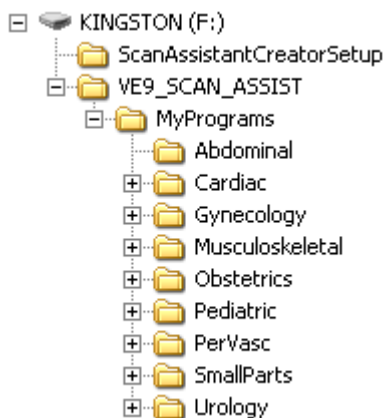 KINGSTON (F:)
ScanAssistantCreatorSetup
VE9_SCAN_ASSIST
MyPrograms
Abdominal
Cardiac
Gynecology
Musculoskeletal
Obstetrics
Pediatric
PerVasc
SmallParts
Urology